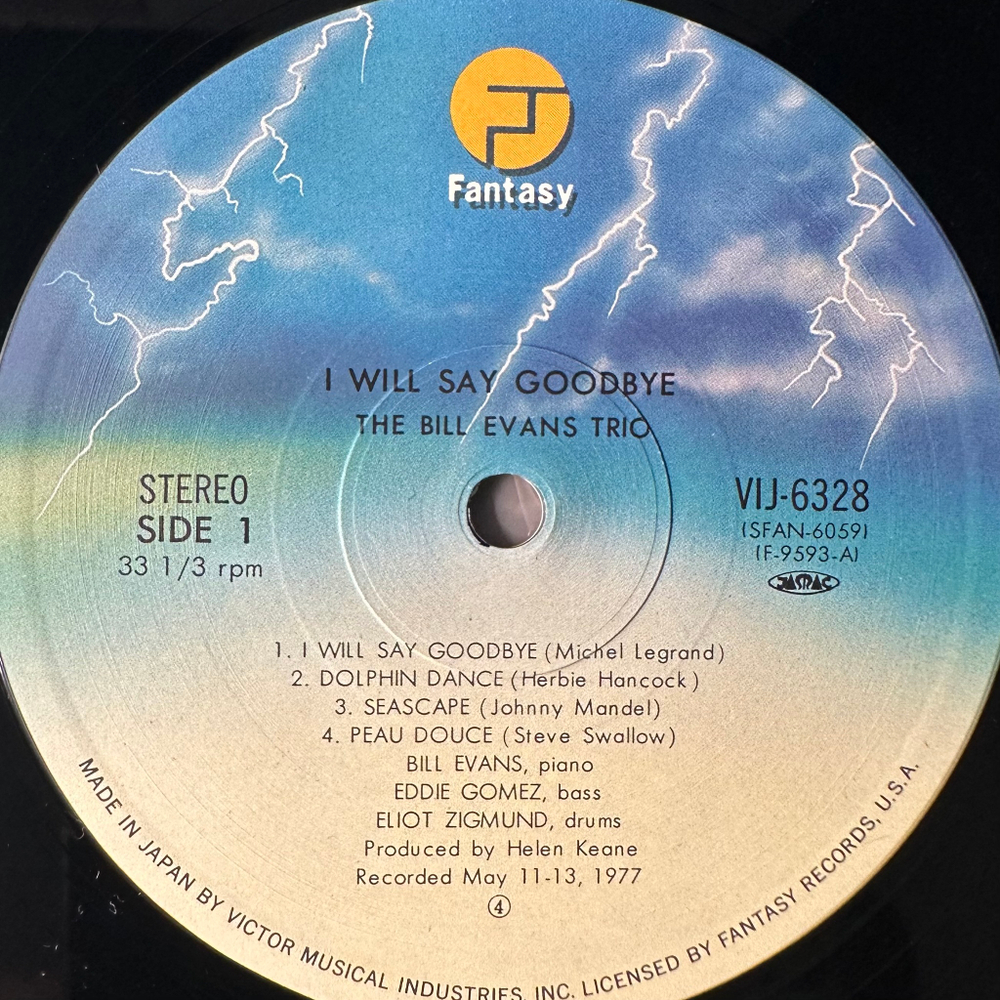 Fantasy
I WILL SAY GOODBYE
THE BILL EVANS TRIO
STEREO
SIDE 1
33 1/3 rpm
VIJ-6328
(SFAN-6059)
(F-9593-A)
JASRAC
1. I WILL SAY GOODBYE (Michel Legrand)
2. DOLPHIN DANCE (Herbie Hancock)
3. SEASCAPE (Johnny Mandel)
4. PEAU DOUCE (Steve Swallow)
BILL EVANS, piano
EDDIE GOMEZ, bass
ELIOT ZIGMUND, drums
Produced by Helen Keane
Recorded May 11-13, 1977
④
MADE IN JAPAN BY VICTOR MUSICAL INDUSTRIES, INC. LICENSED BY FANTASY RECORDS, U.S.A.